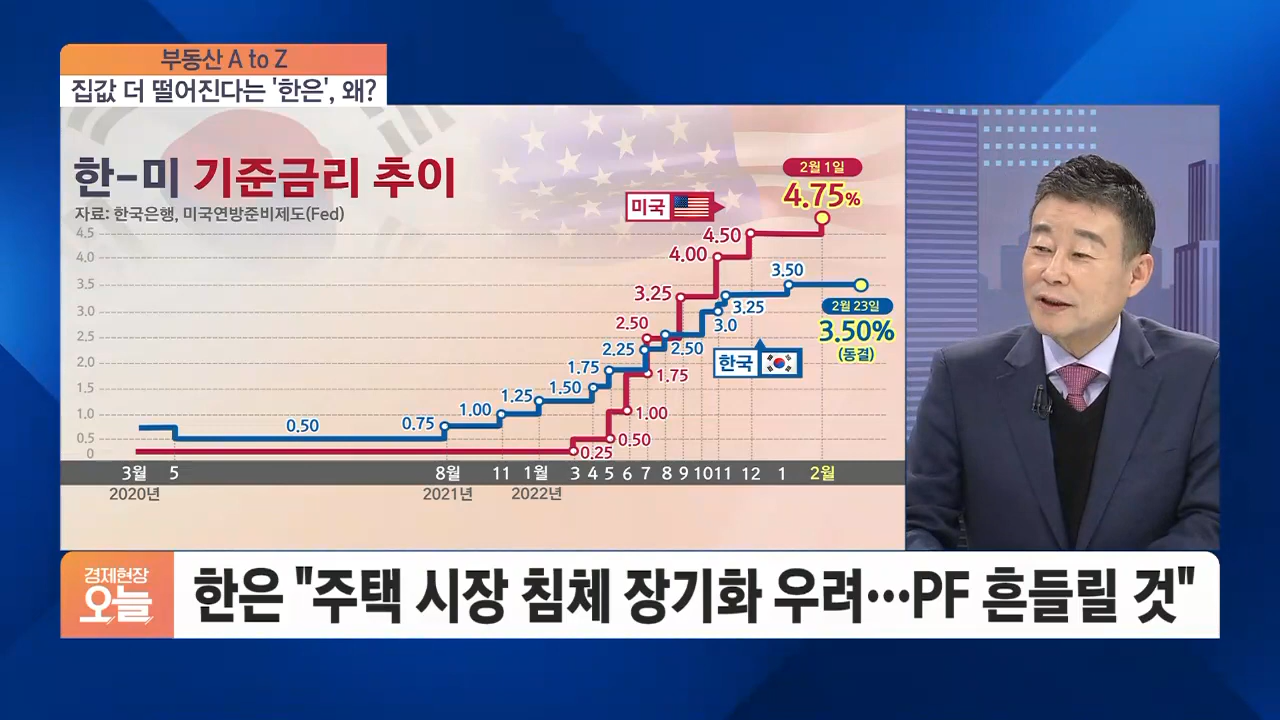 부동산 A to Z
집값 더 떨어진다는 '한은', 왜?
한-미 기준금리 추이
자료: 한국은행, 미국연방준비제도(Fed)
2월 1일
4.75%
미국
4.5
4.0
3.5
3.0
2.5
2.0
1.5
1.0
0.5
0
4.50
4.00
3.50
3.25
3.25
2월 23일
3.50%
(동결)
3.0
2.50
2.25
2.50
한국
1.75
1.75
1.50
1.25
1.00
1.00
0.75
0.50
0.50
0.25
3월 5 8월 11 1월 3 4 5 6 7 8 9 10 11 12 1 2월
2020년 2021년 2022년
경제현장
오늘
한은 "주택 시장 침체 장기화 우려…PF 흔들릴 것"